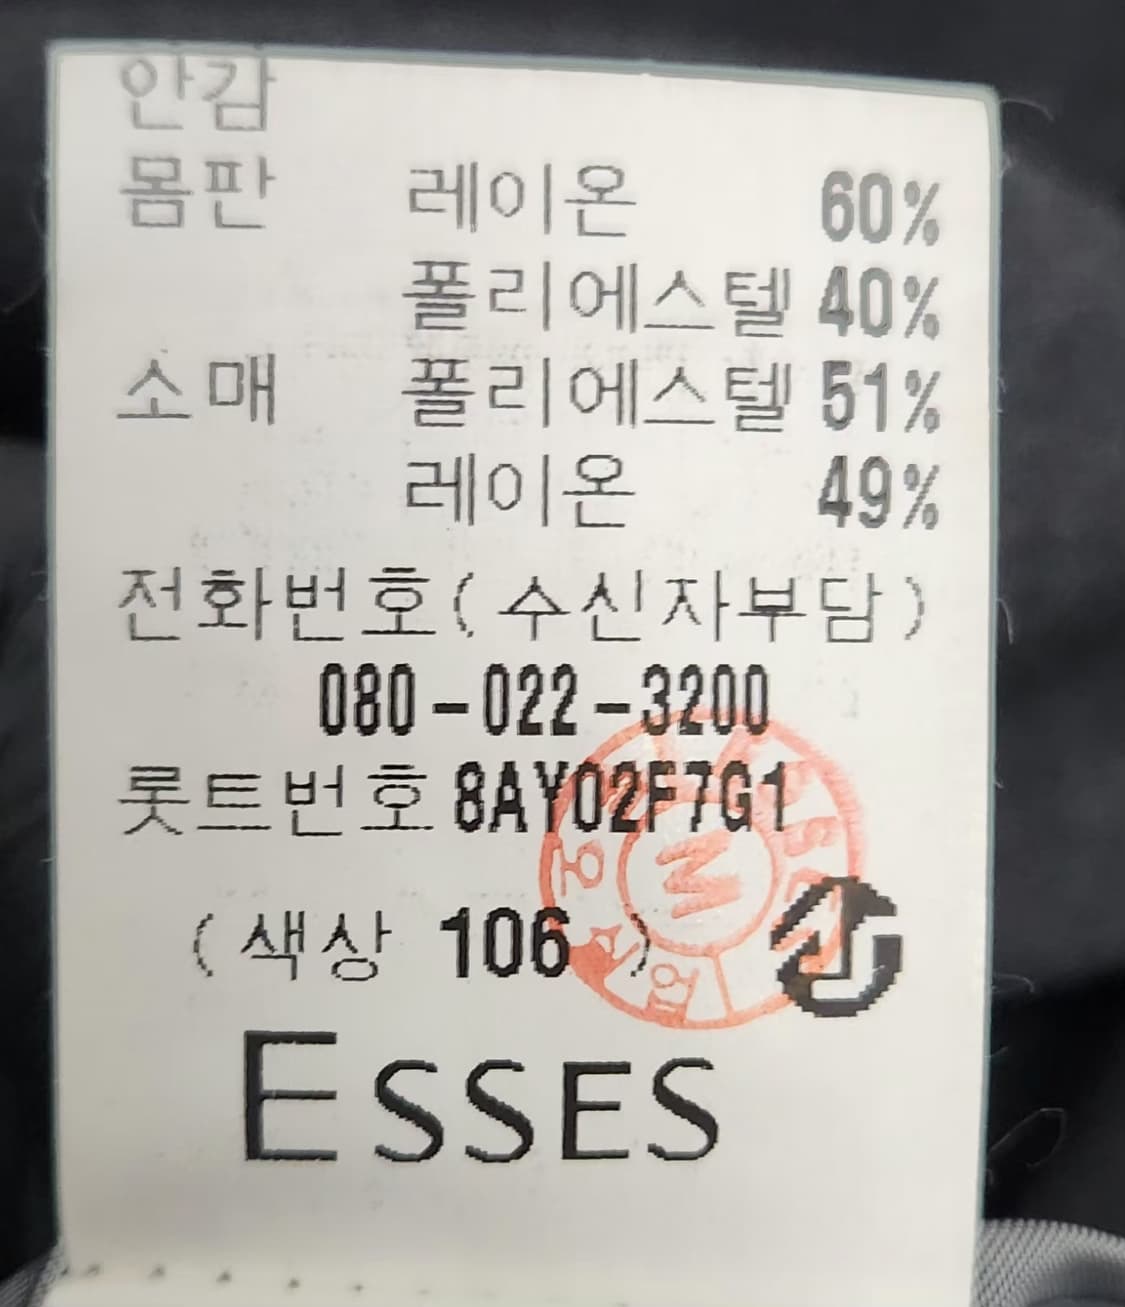 안감
몸판 레이온 60%
폴리에스텔 40%
소매 폴리에스텔 51%
레이온 49%
전화번호(수신자부담)
080-022-3200
롯트번호 8AY02F7G1
(색상 106 )
ESSES